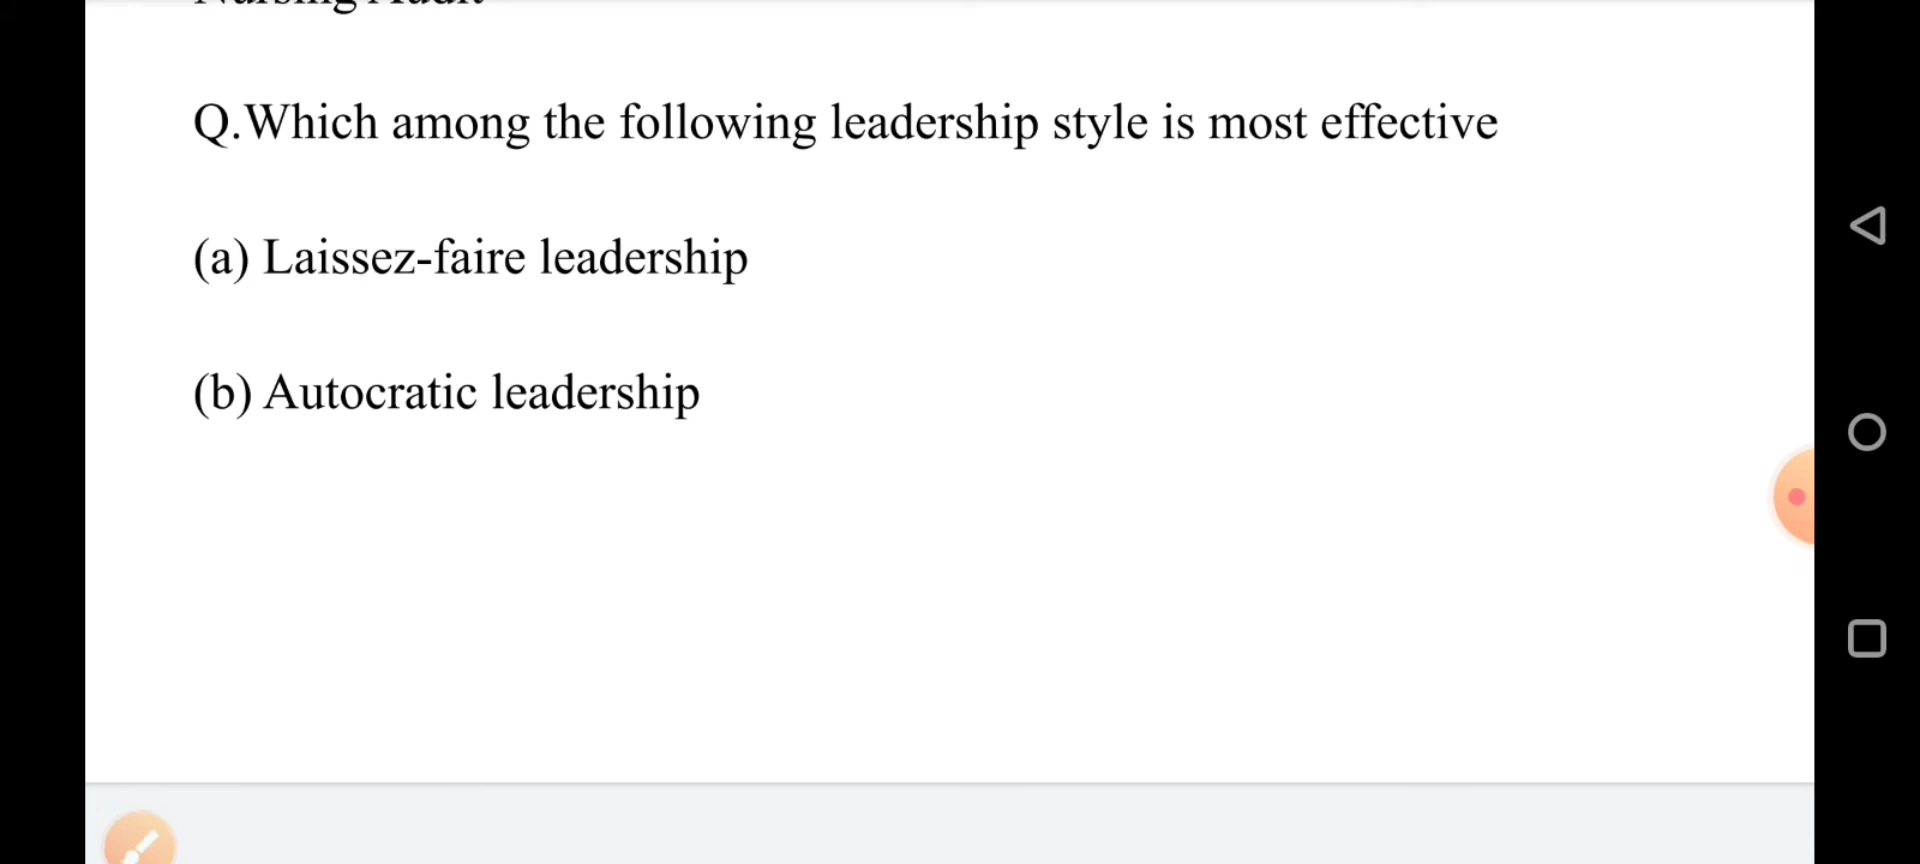 Q.Which among the following leadership style is most effective
(a) Laissez-faire leadership
(b) Autocratic leadership